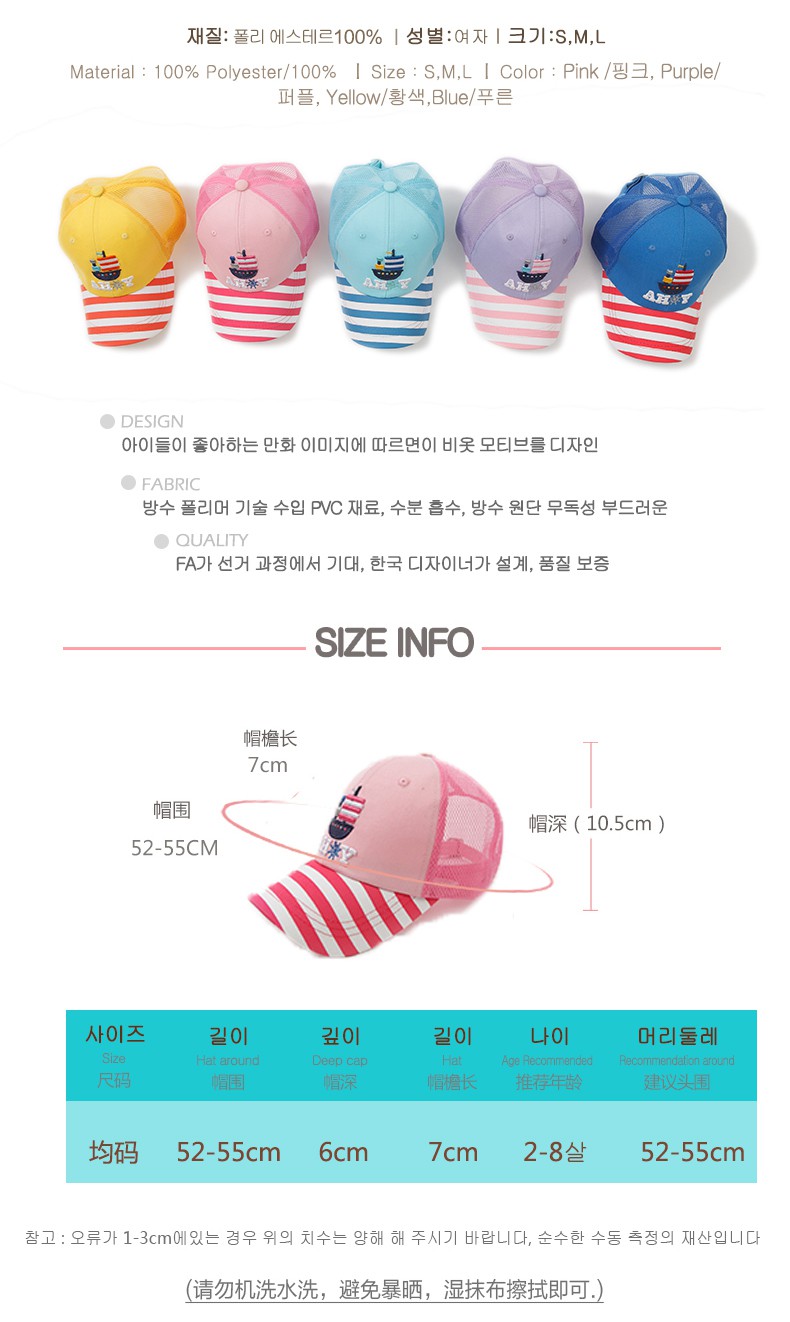 재질: 폴리 에스테르100% | 성별:여자 | 크기:S,M,L
Material : 100% Polyester/100% | Size : S,M,L | Color : Pink /핑크, Purple/
퍼플, Yellow/황색,Blue/푸른
AHOY
AHOY
AHOY
AHOY
AHOY
DESIGN
아이들이 좋아하는 만화 이미지에 따르면이 비옷 모티브를 디자인
FABRIC
방수 폴리머 기술 수입 PVC 재료, 수분 흡수, 방수 원단 무독성 부드러운
QUALITY
FA가 선거 과정에서 기대, 한국 디자이너가 설계, 품질 보증
SIZE INFO
帽檐长
7cm
帽围
52-55CM
帽深 ( 10.5cm )
AHOY
사이즈 길이 깊이 길이 나이 머리둘레
Size Hat around Deep cap Hat Age Recommended Recommendation around
尺码 帽围 帽深 帽檐长 推荐年龄 建议头围
均码 52-55cm 6cm 7cm 2-8살 52-55cm
참고 : 오류가 1-3cm에있는 경우 위의 치수는 양해 해 주시기 바랍니다, 순수한 수동 측정의 재산입니다
(请勿机洗水洗，避免暴晒，湿抹布擦拭即可.)